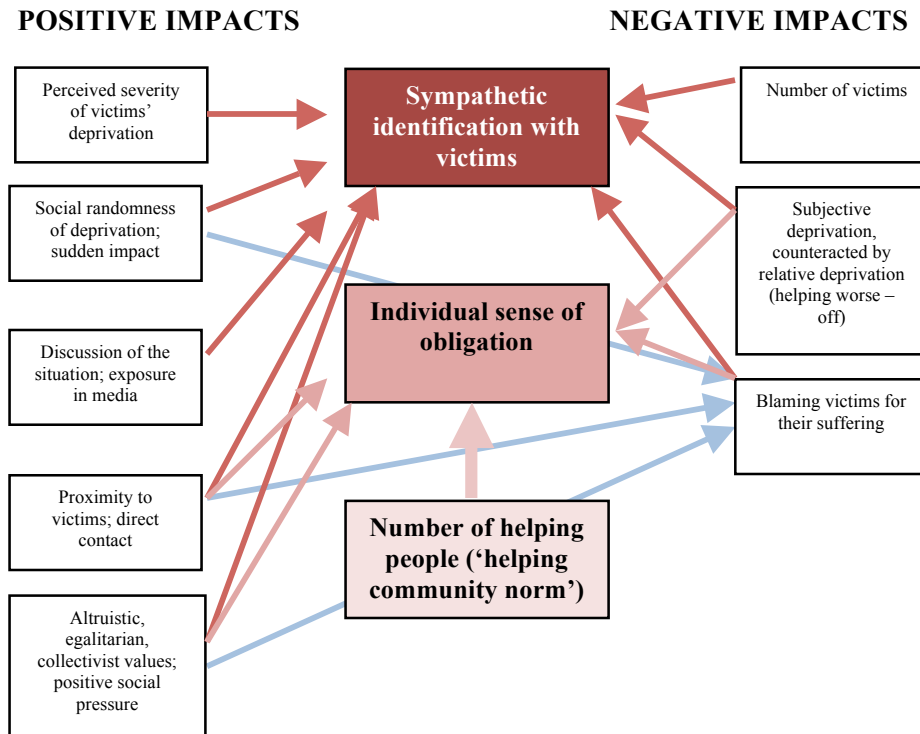 POSITIVE IMPACTS
NEGATIVE IMPACTS
Perceived severity
of victims’
deprivation
Social randomness
of deprivation;
sudden impact
Discussion of the
situation; exposure
in media
Proximity to
victims; direct
contact
Altruistic,
egalitarian,
collectivist values;
positive social
pressure
Sympathetic
identification with
victims
Individual sense of
obligation
Number of helping
people (‘helping
community norm’)
Number of victims
Subjective
deprivation,
counteracted by
relative deprivation
(helping worse –
off)
Blaming victims for
their suffering